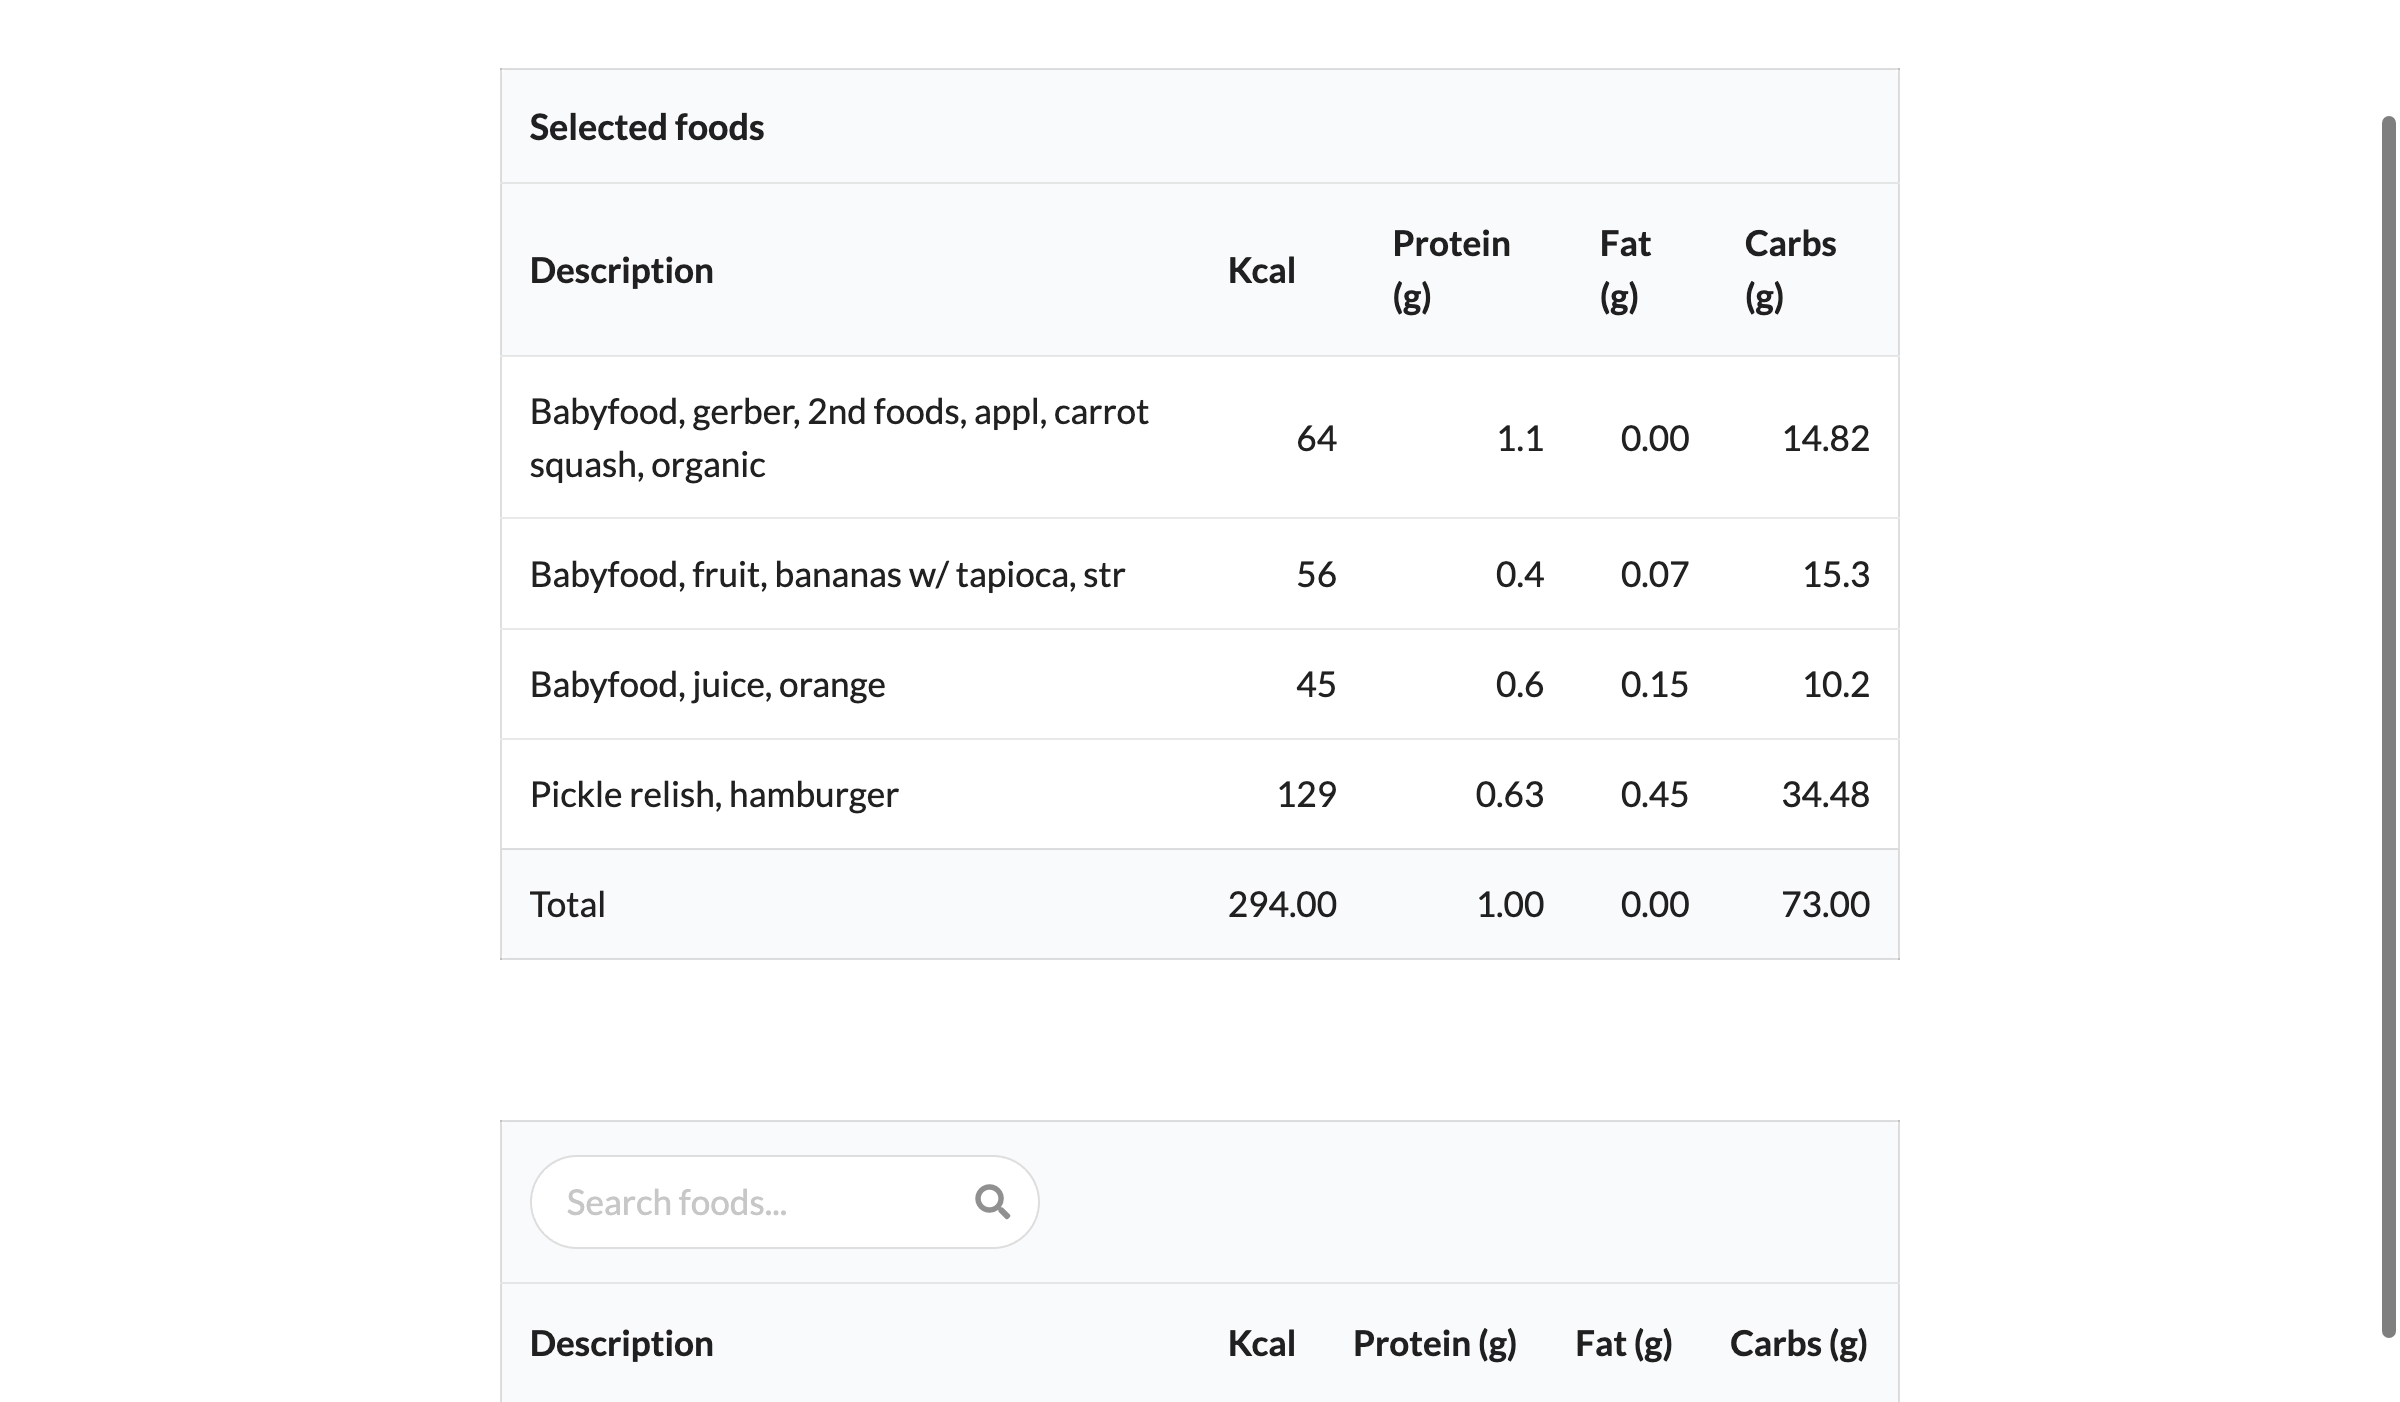 Selected foods
Description Kcal Protein (g) Fat (g) Carbs (g)
Babyfood, gerber, 2nd foods, appl, carrot
squash, organic 64 1.1 0.00 14.82
Babyfood, fruit, bananas w/ tapioca, str 56 0.4 0.07 15.3
Babyfood, juice, orange 45 0.6 0.15 10.2
Pickle relish, hamburger 129 0.63 0.45 34.48
Total 294.00 1.00 0.00 73.00
Search foods...
Description Kcal Protein (g) Fat (g) Carbs (g)